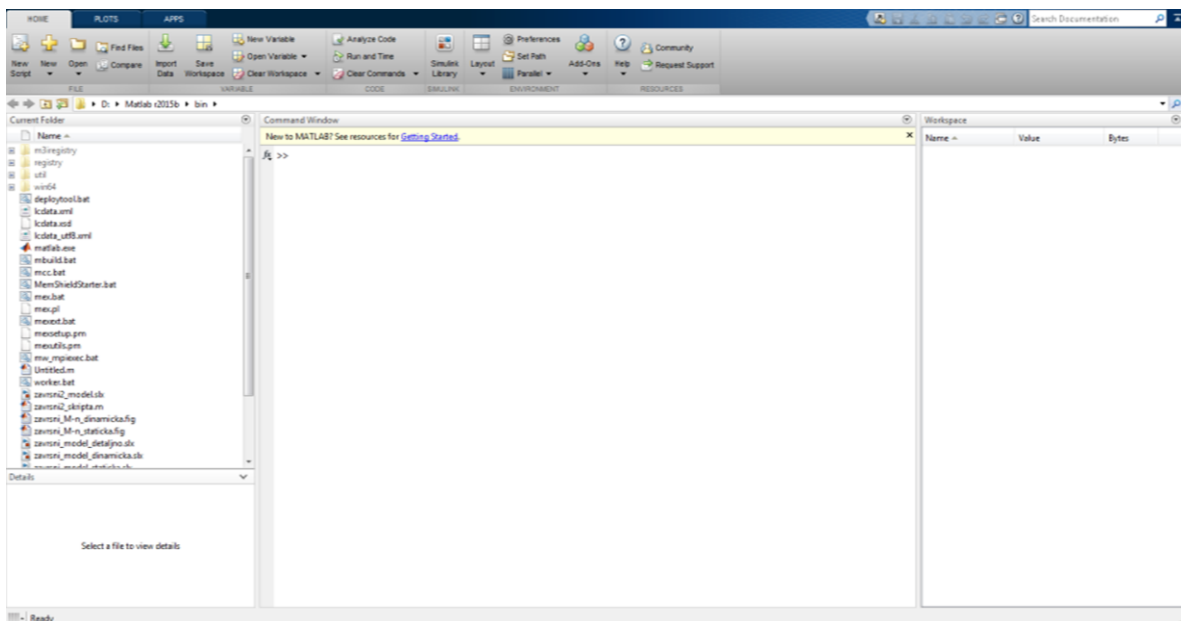 HOME PLOTS APPS
Search Documentation
New Script
New
Open
Find Files
Compare
Import Data
Save Workspace
New Variable
Open Variable
Clear Workspace
Analyze Code
Run and Time
Clear Commands
Simulink Library
Layout
Preferences
Set Path
Parallel
Add-Ons
Help
Community
Request Support
FILE VARIABLE CODE SIMULINK ENVIRONMENT RESOURCES
D: Matlab r2015b bin
Current Folder
Name
m3iregistry
registry
util
win64
deploytool.bat
lcdata.xml
lcdata.xsd
lcdata_utf8.xml
matlab.exe
mbuild.bat
mcc.bat
MemShieldStarter.bat
mex.bat
mex.pl
mexext.bat
mexsetup.pm
mexutils.pm
mw_mpiexec.bat
Untitled.m
worker.bat
zavrsni2_model.slx
zavrsni2_skripta.m
zavrsni_M-n_dinamicka.fig
zavrsni_M-n_staticka.fig
zavrsni_model_detaljno.slx
zavrsni_model_dinamicka.slx
Details
Select a file to view details
Command Window
New to MATLAB? See resources for Getting Started.
fx >>
Workspace
Name Value Bytes
Ready